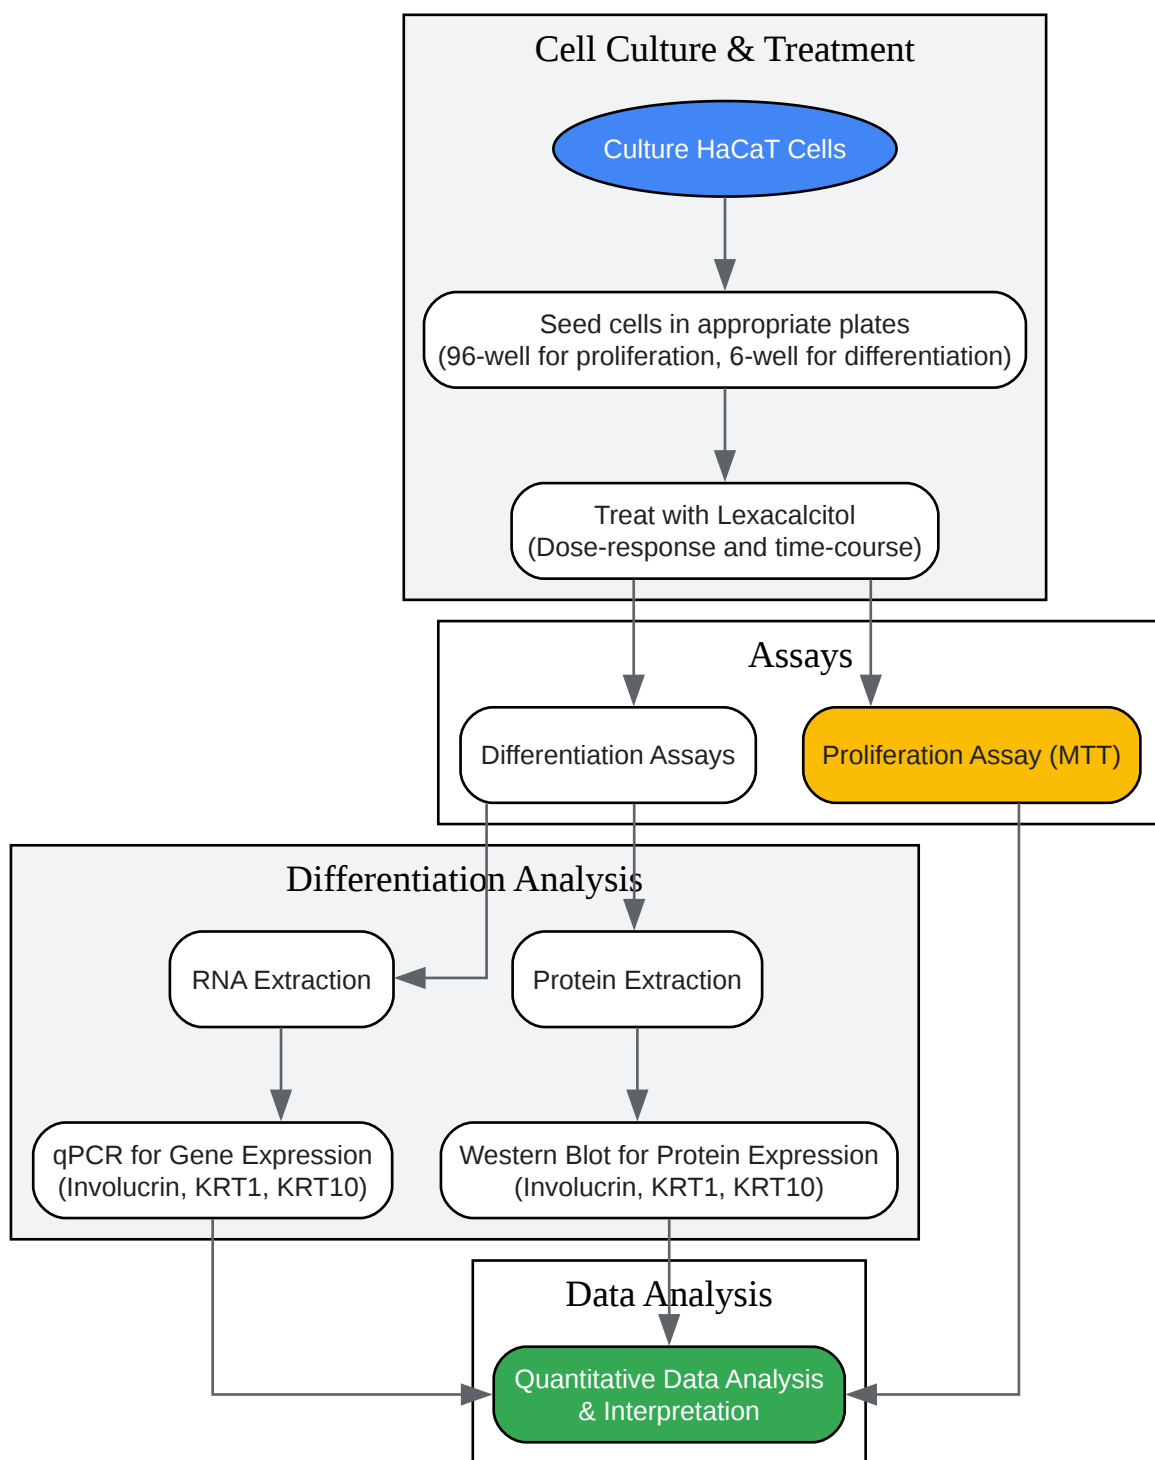 Cell Culture & Treatment
Culture HaCaT Cells
Seed cells in appropriate plates
(96-well for proliferation, 6-well for differentiation)
Treat with Lexacalcitol
(Dose-response and time-course)
Assays
Differentiation Assays
Proliferation Assay (MTT)
Differentiation Analysis
RNA Extraction
Protein Extraction
qPCR for Gene Expression
(Involucrin, KRT1, KRT10)
Western Blot for Protein Expression
(Involucrin, KRT1, KRT10)
Data Analysis
Quantitative Data Analysis
& Interpretation